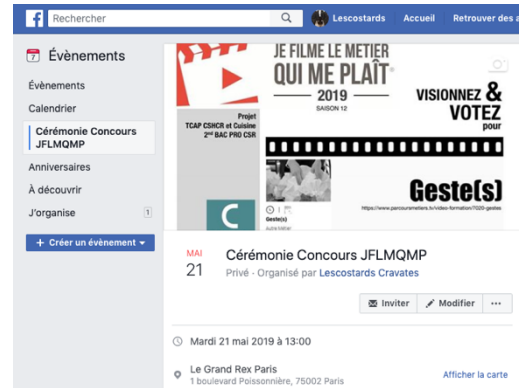 Rechercher
Lescostards
Accueil
Retrouver des a
7 Évènements
Évènements
Calendrier
Cérémonie Concours
JFLMQMP
Anniversaires
À découvrir
J'organise 1
+ Créer un évènement
JE FILME LE METIER
QUI ME PLAÎT
2019
SAISON 12
Projet
TCAP CSHCR et Cuisine
2nd BAC PRO CSR
VISIONNEZ &
VOTEZ
pour
Geste(s)
Geste(s)
https://www.parcoursmetiers.tv/video-formation/7020-gestes
MAI
21
Cérémonie Concours JFLMQMP
Privé · Organisé par Lescostards Cravates
Inviter
Modifier
...
Mardi 21 mai 2019 à 13:00
Le Grand Rex Paris
1 boulevard Poissonnière, 75002 Paris
Afficher la carte